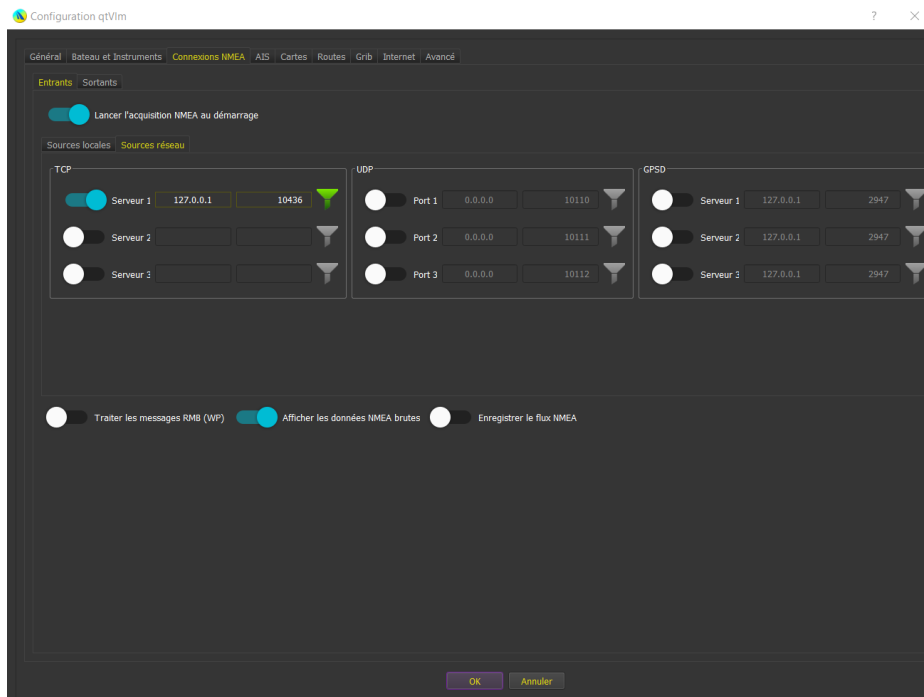 Configuration qtVlm
?
Général Bateau et Instruments Connexions NMEA AIS Cartes Routes Grib Internet Avancé
Entrants Sortants
Lancer l'acquisition NMEA au démarrage
Sources locales Sources réseau
TCP UDP GPSD
Serveur 1 127.0.0.1 10436 Port 1 0.0.0.0 10110 Serveur 1 127.0.0.1 2947
Serveur 2 Port 2 0.0.0.0 10111 Serveur 2 127.0.0.1 2947
Serveur 3 Port 3 0.0.0.0 10112 Serveur 3 127.0.0.1 2947
Traiter les messages RMB (WP) Afficher les données NMEA brutes Enregistrer le flux NMEA
OK Annuler